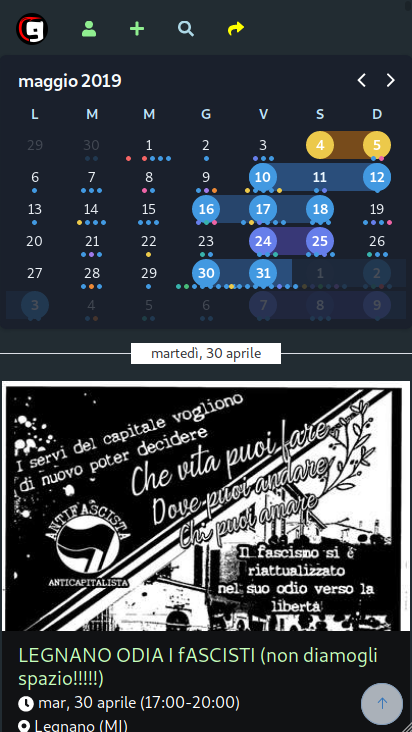 maggio 2019
L M M G V S D
29 30 1 2 3 4 5
6 7 8 9 10 11 12
13 14 15 16 17 18 19
20 21 22 23 24 25 26
27 28 29 30 31 1 2
3 4 5 6 7 8 9
martedì, 30 aprile
I servi del capitale vogliono
di nuovo poter decidere
Che vita puoi fare
Dove puoi andare
Chi puoi amare
ANTIFASCISTA
ANTICAPITALISTA
Il fascismo si è
riattualizzato
nel suo odio verso la
libertà
LEGNANO ODIA I fASCISTI (non diamogli
spazio!!!!!)
mar, 30 aprile (17:00-20:00)
Legnano (MI)